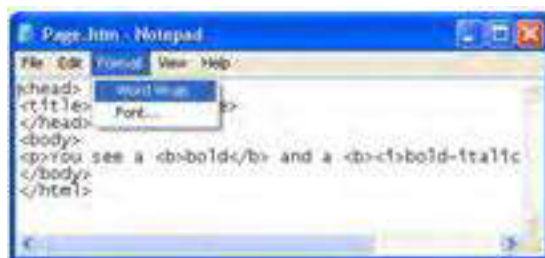 Page.htm - Notepad
File Edit Format View Help
<head>
Word Wrap
<title> >
Font...
</head>
<body>
<p>You see a <b>bold</b> and a <b><i>bold-italic
</body>
</html>